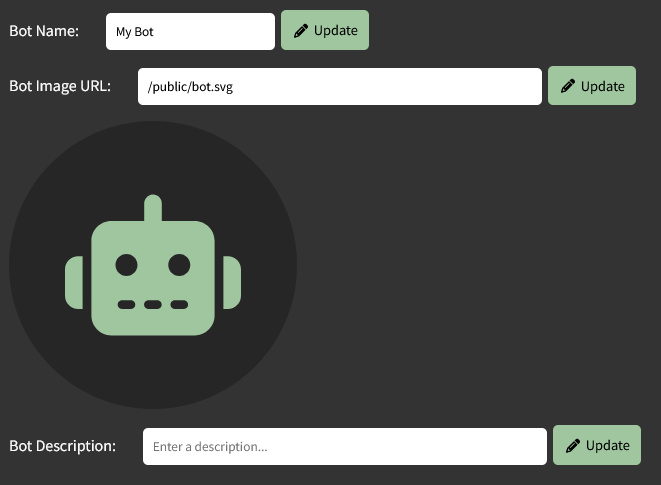 Bot Name: My Bot Update
Bot Image URL: /public/bot.svg Update
Bot Description: Enter a description... Update